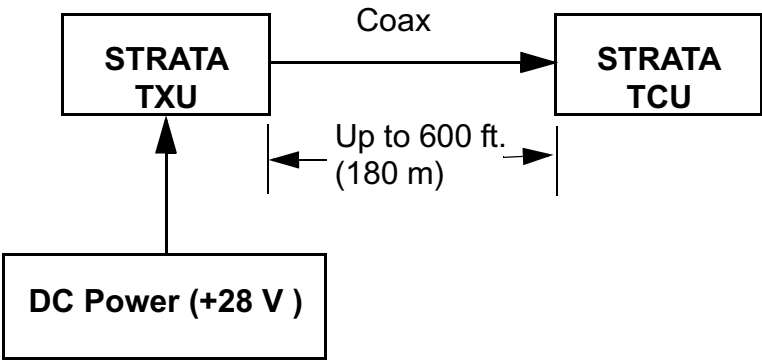 Coax
STRATA
TXU
STRATA
TCU
Up to 600 ft.
(180 m)
DC Power (+28 V )